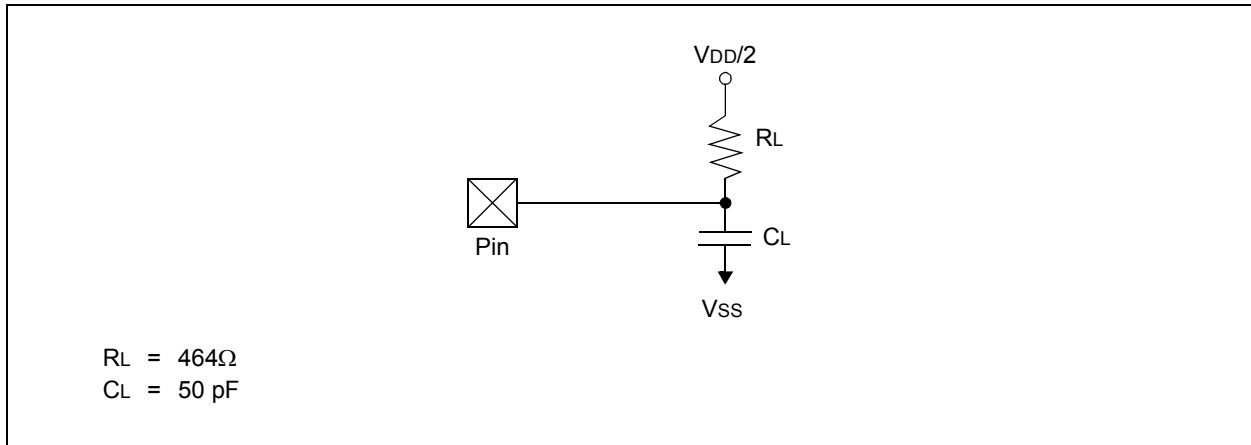 VDD/2
RL
Pin
CL
VSS
RL = 464Ω
CL = 50 pF